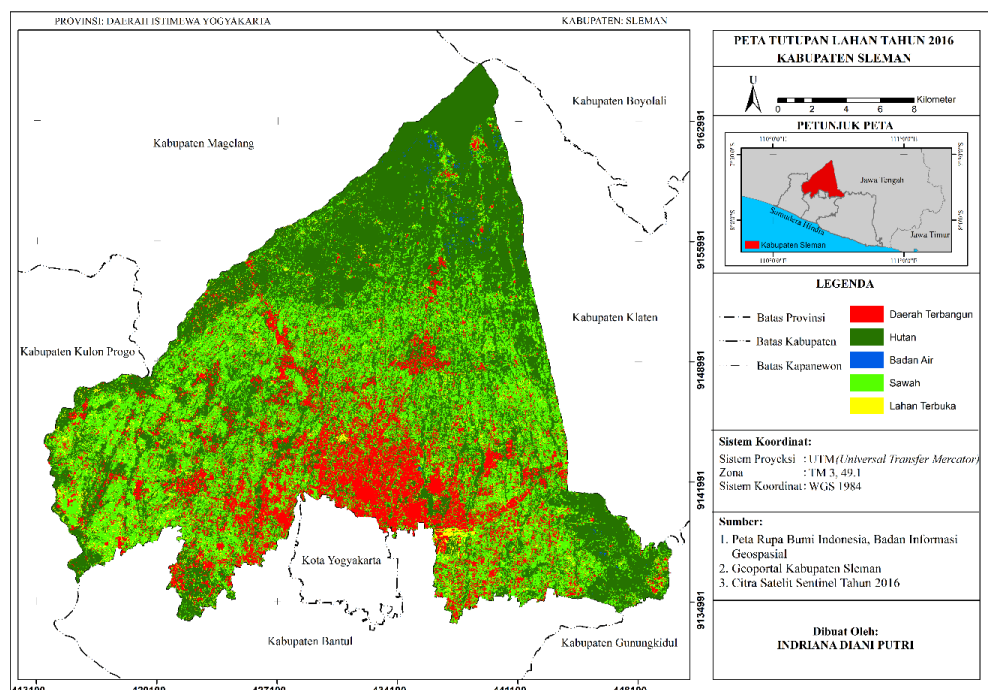 PROVINSI: DAERAH ISTIMEWA YOGYAKARTA
KABUPATEN: SLEMAN
Kabupaten Boyolali
Kabupaten Magelang
Kabupaten Klaten
Kabupaten Kulon Progo
Kota Yogyakarta
Kabupaten Bantul
Kabupaten Gunungkidul
9162991
9155991
9148991
9141991
9134991
PETA TUTUPAN LAHAN TAHUN 2016
KABUPATEN SLEMAN
U
0 2 4 6 8
Kilometer
PETUNJUK PETA
Jawa Tengah
Samudera Hindia
Jawa Timur
Kabupaten Sleman
LEGENDA
Batas Provinsi
Batas Kabupaten
Batas Kapanewon
Daerah Terbangun
Hutan
Badan Air
Sawah
Lahan Terbuka
Sistem Koordinat:
Sistem Proyeksi : UTM (Universal Transfer Mercator)
Zona : TM 3, 49.1
Sistem Koordinat : WGS 1984
Sumber:
1. Peta Rupa Bumi Indonesia, Badan Informasi
Geospasial
2. Geoportal Kabupaten Sleman
3. Citra Satelit Sentinel Tahun 2016
Dibuat Oleh:
INDRIANA DIANI PUTRI